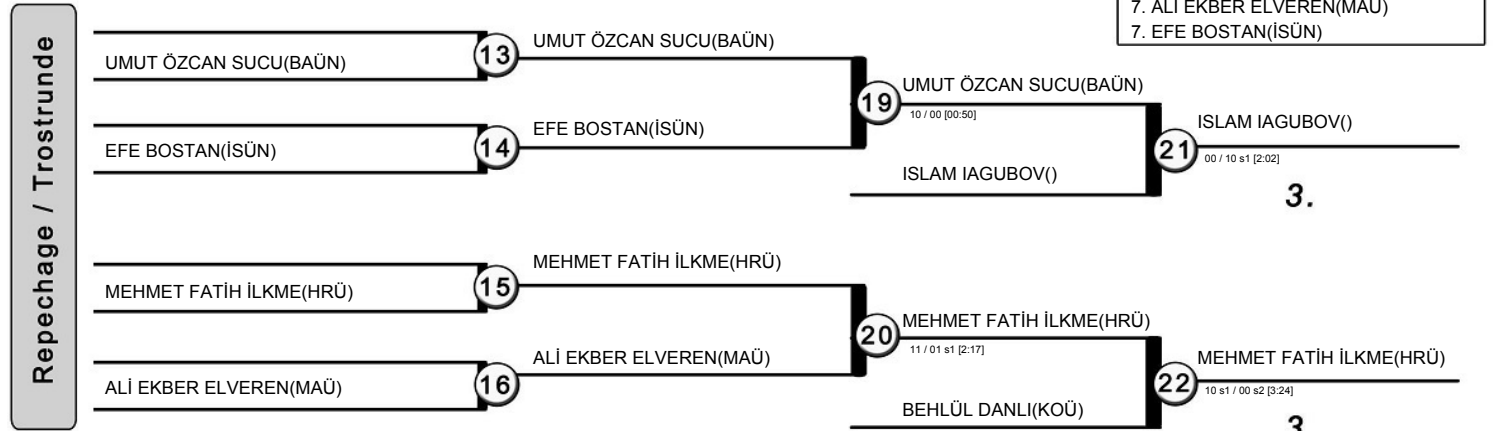 7. ALİ EKBER ELVEREN(MAÜ)
7. EFE BOSTAN(İSÜN)
Repechage / Trostrunde
UMUT ÖZCAN SUCU(BAÜN)
13
UMUT ÖZCAN SUCU(BAÜN)
EFE BOSTAN(İSÜN)
14
EFE BOSTAN(İSÜN)
19
UMUT ÖZCAN SUCU(BAÜN)
10 / 00 [00:50]
ISLAM IAGUBOV()
21
ISLAM IAGUBOV()
00 / 10 s1 [2:02]
3.
MEHMET FATİH İLKME(HRÜ)
15
MEHMET FATİH İLKME(HRÜ)
ALİ EKBER ELVEREN(MAÜ)
16
ALİ EKBER ELVEREN(MAÜ)
20
MEHMET FATİH İLKME(HRÜ)
11 / 01 s1 [2:17]
BEHLÜL DANLI(KOÜ)
22
MEHMET FATİH İLKME(HRÜ)
10 s1 / 00 s2 [3:24]
3